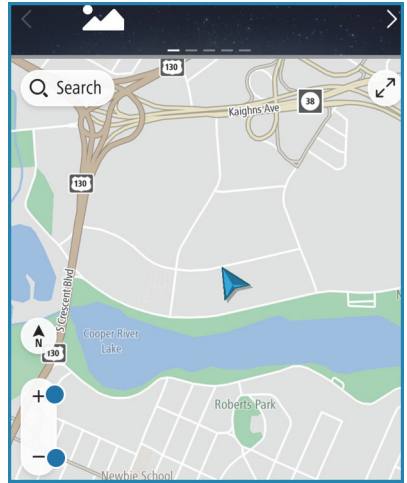 130
Search
Kaighns Ave
38
130
S Crescent Blvd
Cooper River
Lake
N
130
Roberts Park
Newbie School